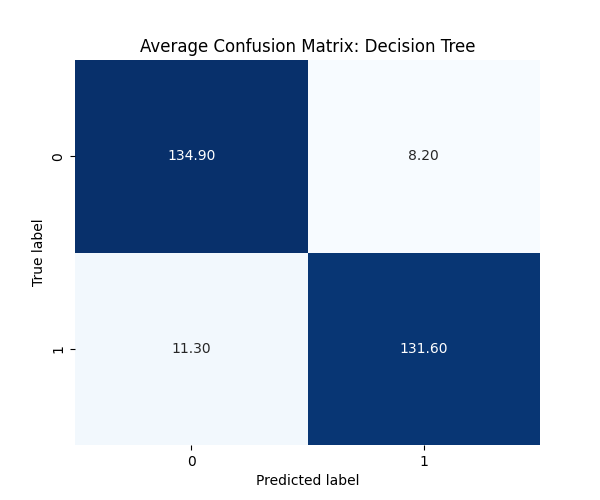 Average Confusion Matrix: Decision Tree
True label
0
134.90
8.20
1
11.30
131.60
0
1
Predicted label